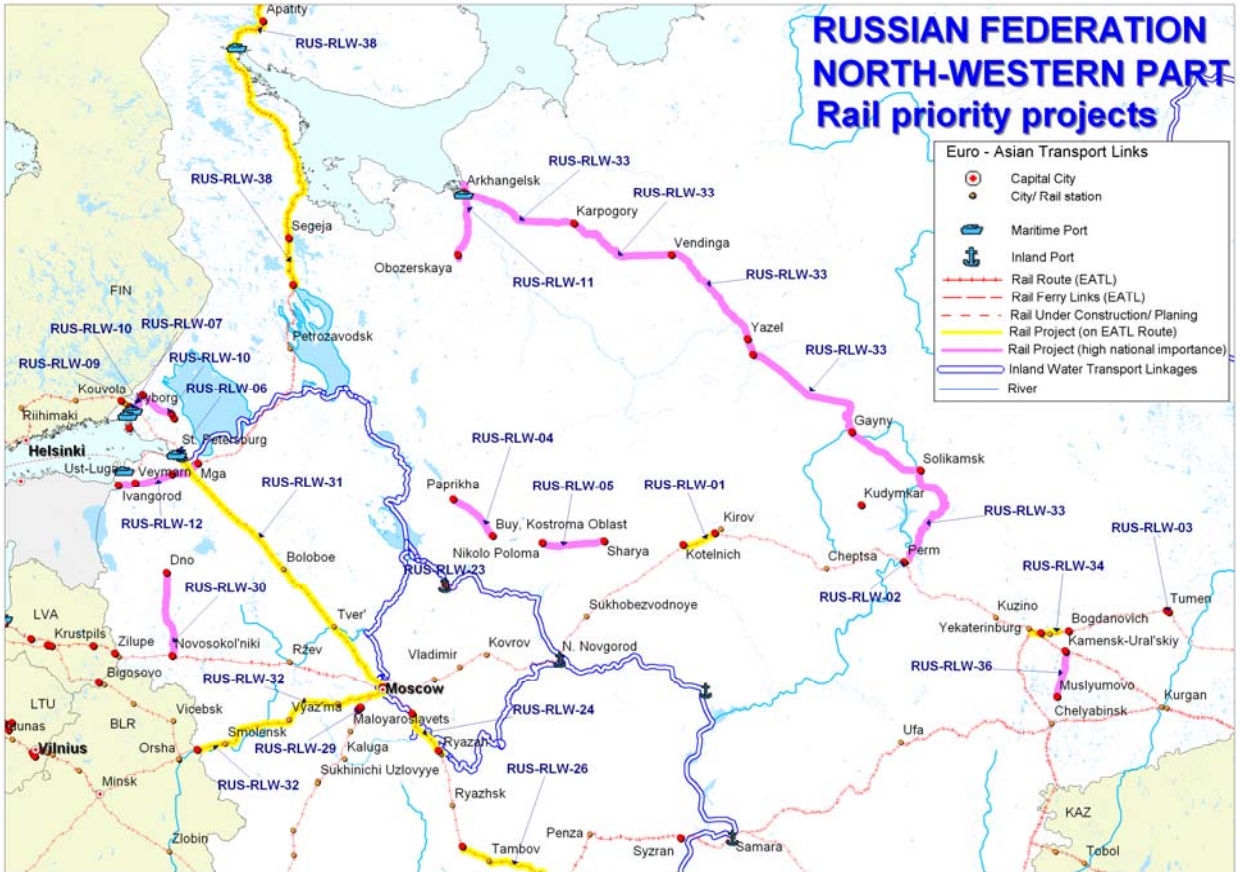 RUSSIAN FEDERATION
NORTH-WESTERN PART
Rail priority projects
Euro - Asian Transport Links
Capital City
City/ Rail station
Maritime Port
Inland Port
Rail Route (EATL)
Rail Ferry Links (EATL)
Rail Under Construction/ Planing
Rail Project (on EATL Route)
Rail Project (high national importance)
Inland Water Transport Linkages
River
Apatity
RUS-RLW-38
RUS-RLW-33
Arkhangelsk
RUS-RLW-38
RUS-RLW-33
Karpogory
Segeja
Vendinga
Obozerskaya
RUS-RLW-11
RUS-RLW-33
FIN
RUS-RLW-10
RUS-RLW-07
Yazel
Petrozavodsk
RUS-RLW-33
RUS-RLW-09
RUS-RLW-10
RUS-RLW-06
Kouvola
Vyborg
Riihimaki
Gayny
St. Petersburg
Helsinki
RUS-RLW-04
Ust-Luga
Veymarn
Mga
Solikamsk
RUS-RLW-31
RUS-RLW-05
RUS-RLW-01
Ivangorod
Paprikha
Kudymkar
RUS-RLW-12
Buy, Kostroma Oblast
Kirov
RUS-RLW-33
RUS-RLW-03
Nikolo Poloma
Sharya
Kotelnich
Cheptsa
Perm
Dno
Boloboe
RUS-RLW-23
RUS-RLW-34
RUS-RLW-30
RUS-RLW-02
Tumen
LVA
Tver'
Sukhobezvodnoye
Kuzino
Bogdanovich
Krustpils
Zilupe
Novosokol'niki
Yekaterinburg
Kamensk-Ural'skiy
N. Novgorod
Kovrov
Ržev
Vladimir
Bigosovo
RUS-RLW-36
RUS-RLW-32
Moscow
Muslyumovo
LTU
Vyaz'ma
Maloyaroslavets
RUS-RLW-24
Kurgan
BLR
Vicebsk
Chelyabinsk
Smolensk
Vilnius
Orsha
RUS-RLW-29
Ryazan
Ufa
Kaluga
RUS-RLW-26
Sukhinichi Uzlovyye
Minsk
RUS-RLW-32
Ryazhsk
KAZ
Zlobin
Penza
Syzran
Samara
Tambov
Tobol